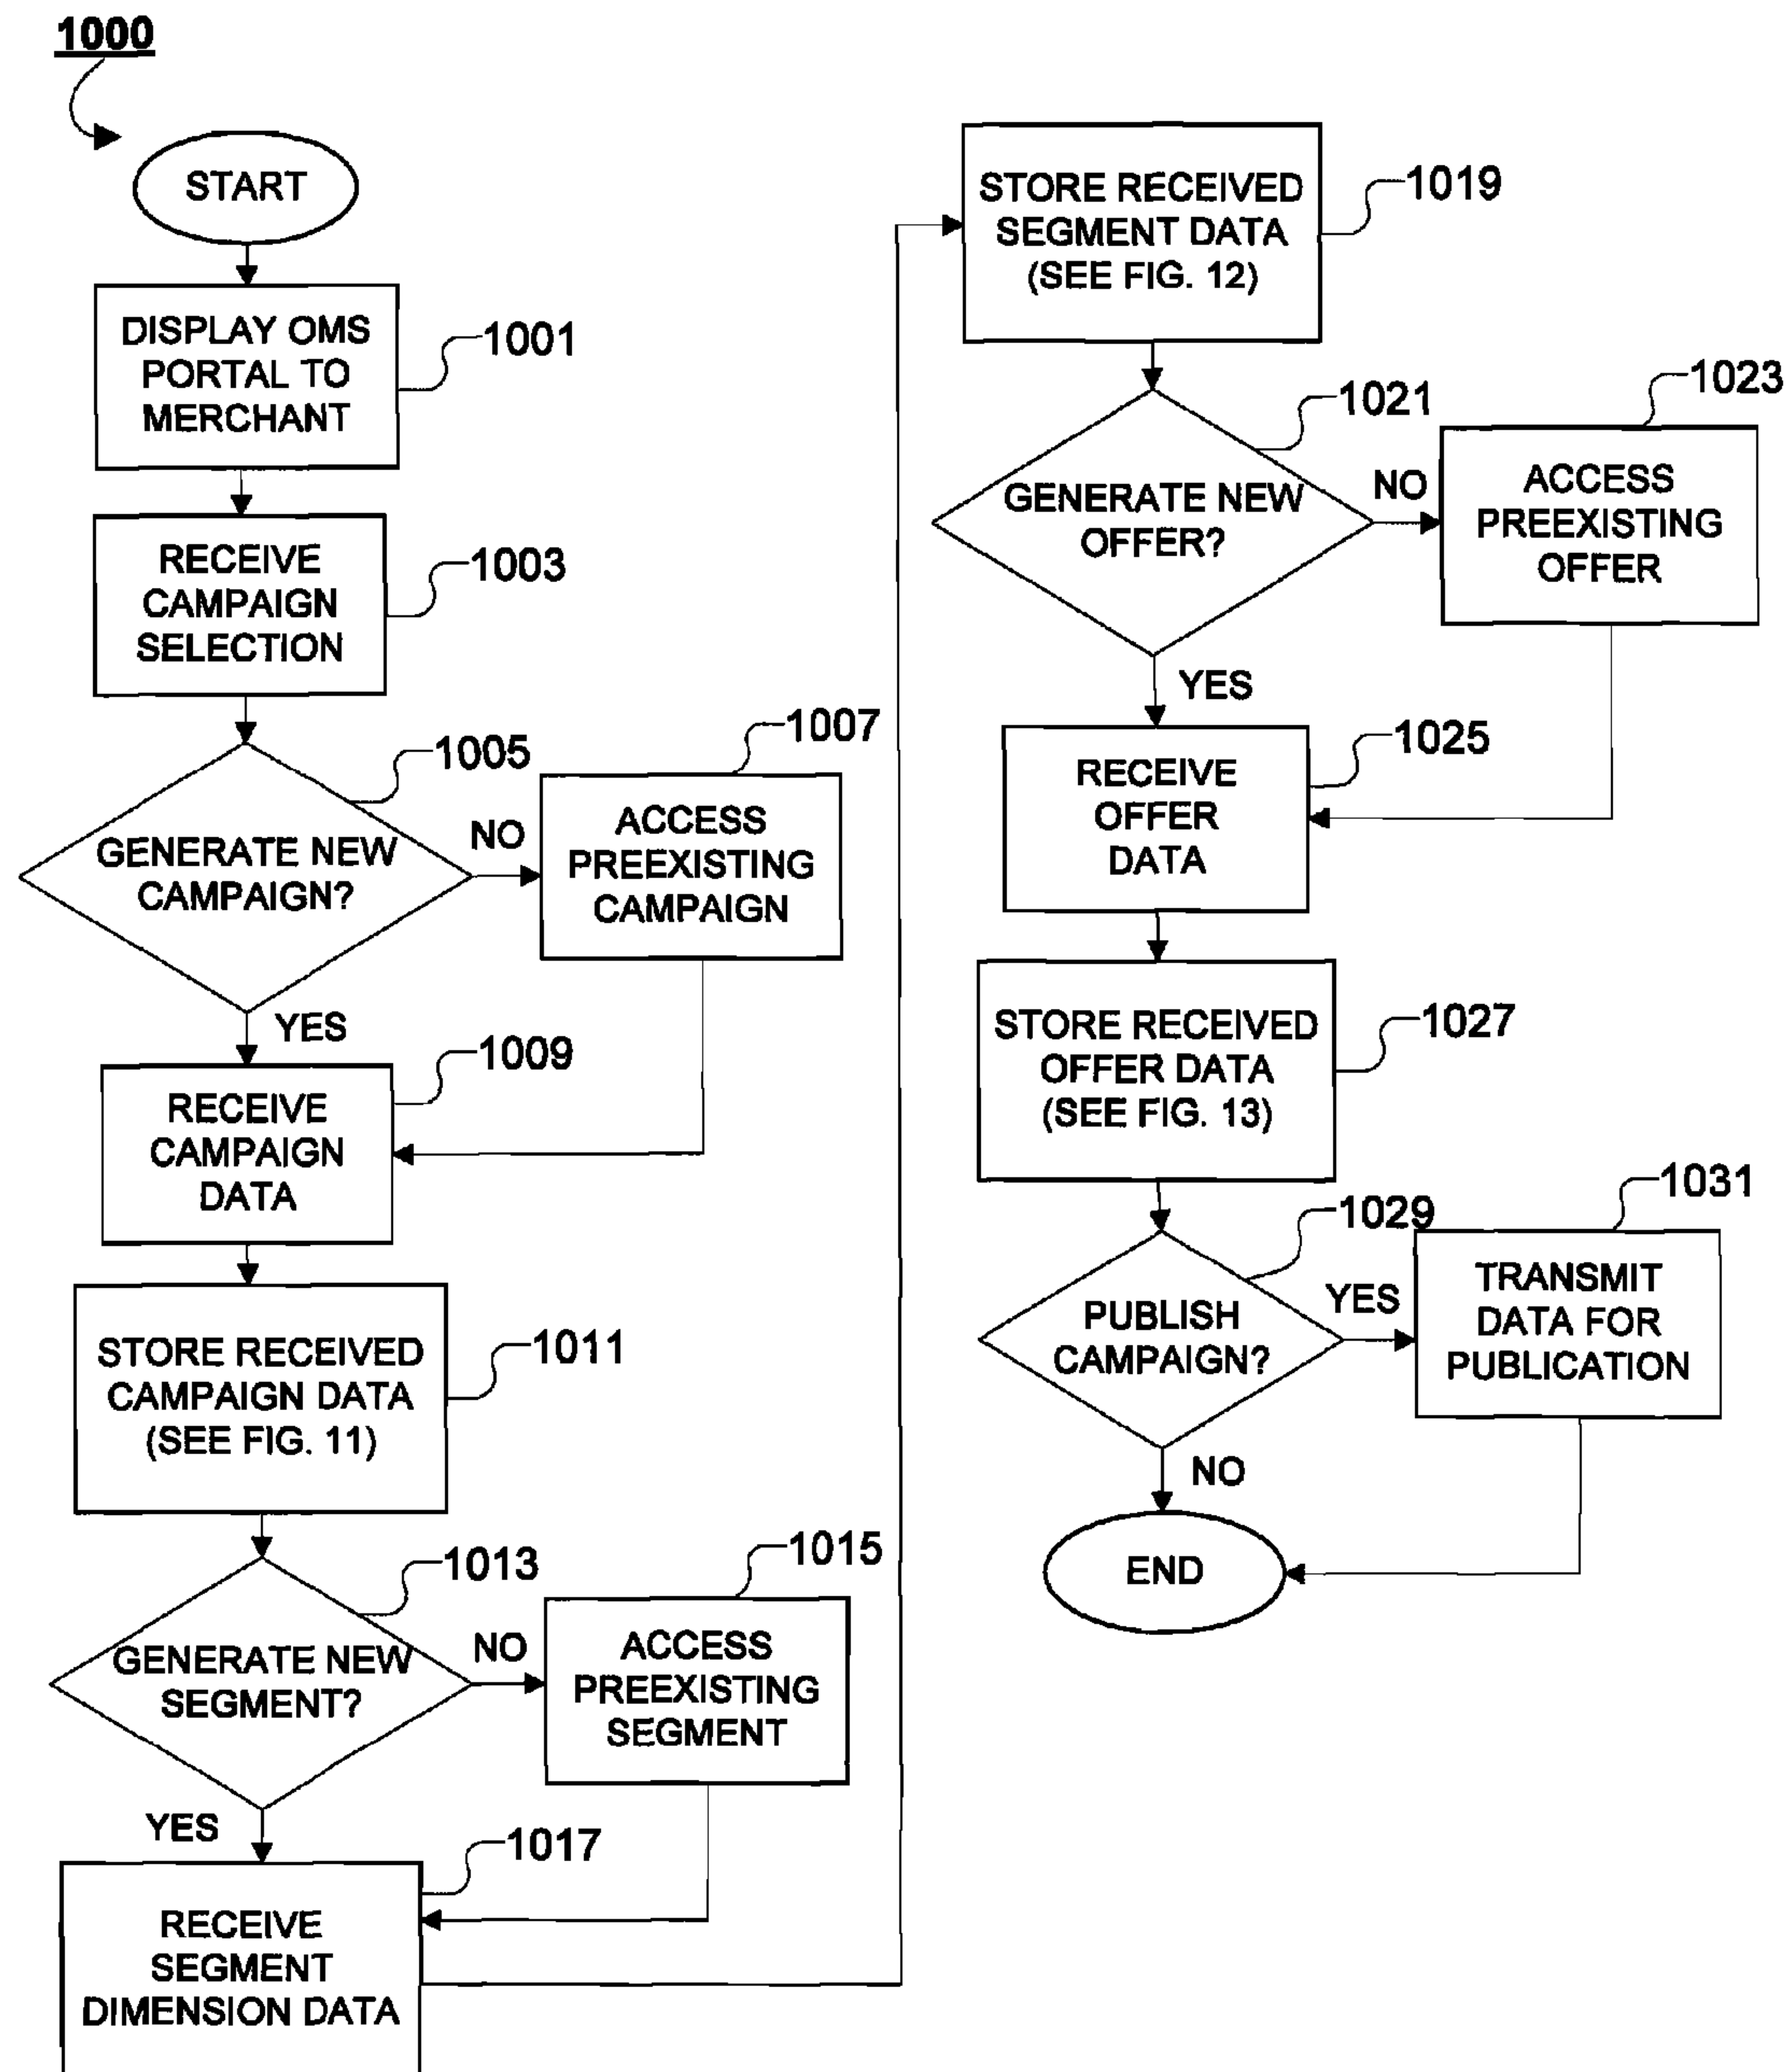 1000
START
DISPLAY OMS
PORTAL TO
MERCHANT
1001
RECEIVE
CAMPAIGN
SELECTION
1003
GENERATE NEW
CAMPAIGN?
1005
NO
ACCESS
PREEXISTING
CAMPAIGN
1007
YES
RECEIVE
CAMPAIGN
DATA
1009
STORE RECEIVED
CAMPAIGN DATA
(SEE FIG. 11)
1011
GENERATE NEW
SEGMENT?
1013
NO
ACCESS
PREEXISTING
SEGMENT
1015
YES
RECEIVE
SEGMENT
DIMENSION DATA
1017
STORE RECEIVED
SEGMENT DATA
(SEE FIG. 12)
1019
GENERATE NEW
OFFER?
1021
NO
ACCESS
PREEXISTING
OFFER
1023
YES
RECEIVE
OFFER
DATA
1025
STORE RECEIVED
OFFER DATA
(SEE FIG. 13)
1027
PUBLISH
CAMPAIGN?
1029
YES
TRANSMIT
DATA FOR
PUBLICATION
1031
NO
END